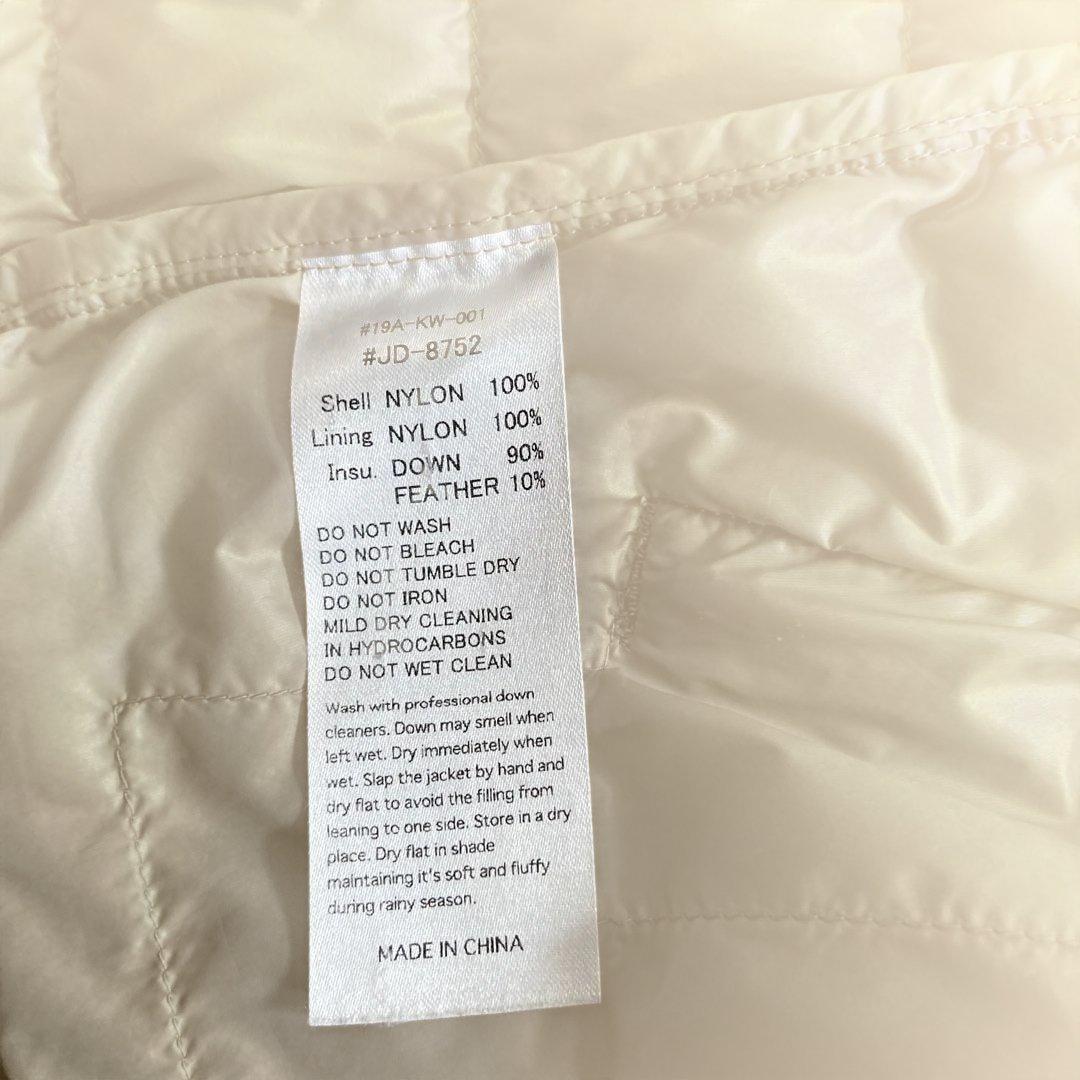 #19A-KW-001
#JD-8752
Shell NYLON 100%
Lining NYLON 100%
Insu. DOWN 90%
FEATHER 10%
DO NOT WASH
DO NOT BLEACH
DO NOT TUMBLE DRY
DO NOT IRON
MILD DRY CLEANING
IN HYDROCARBONS
DO NOT WET CLEAN
Wash with professional down
cleaners. Down may smell when
left wet. Dry immediately when
wet. Slap the jacket by hand and
dry flat to avoid the filling from
leaning to one side. Store in a dry
place. Dry flat in shade
maintaining it's soft and fluffy
during rainy season.
MADE IN CHINA